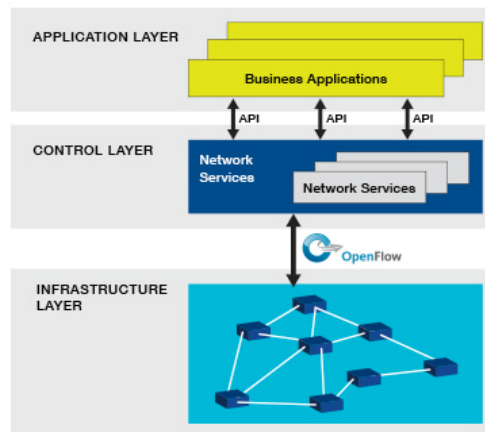 APPLICATION LAYER
Business Applications
API
API
API
CONTROL LAYER
Network
Services
Network Services
OpenFlow
INFRASTRUCTURE
LAYER